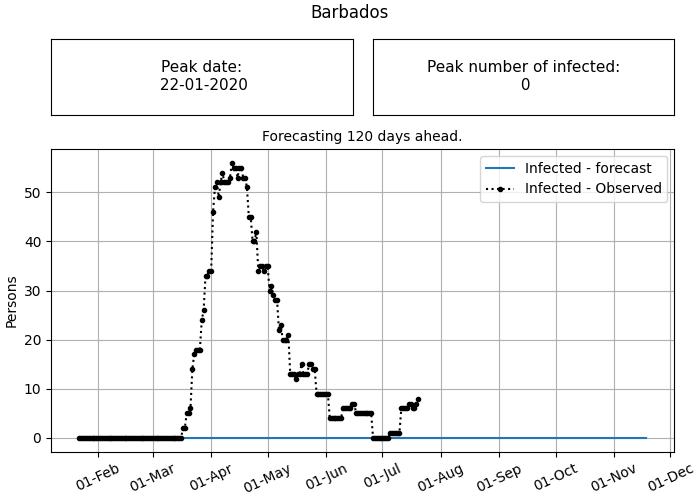 Barbados
Peak date:
22-01-2020
Peak number of infected:
0
Forecasting 120 days ahead.
Infected - forecast
Infected - Observed
Persons
50
40
30
20
10
0
01-Feb
01-Mar
01-Apr
01-May
01-Jun
01-Jul
01-Aug
01-Sep
01-Oct
01-Nov
01-Dec